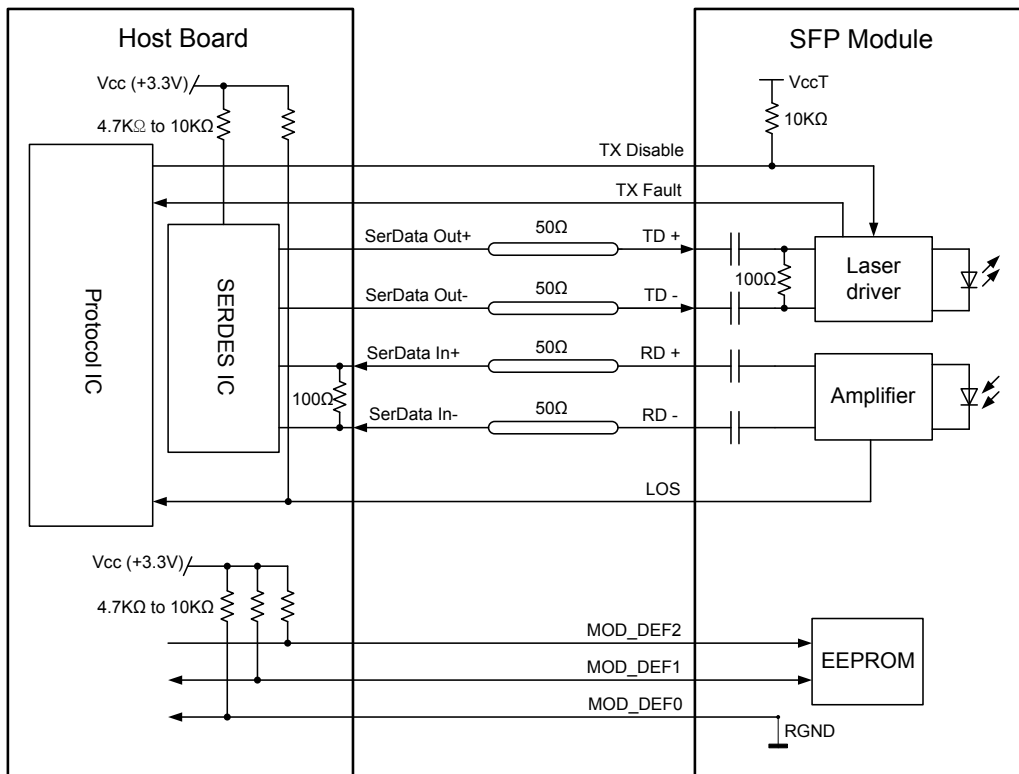 Host Board
SFP Module
Vcc (+3.3V)
VccT
4.7KΩ to 10KΩ
10KΩ
TX Disable
TX Fault
Protocol IC
SERDES IC
SerData Out+
50Ω
TD +
SerData Out-
50Ω
TD -
100Ω
Laser
driver
SerData In+
50Ω
RD +
100Ω
SerData In-
50Ω
RD -
Amplifier
LOS
Vcc (+3.3V)
4.7KΩ to 10KΩ
MOD_DEF2
MOD_DEF1
MOD_DEF0
EEPROM
RGND